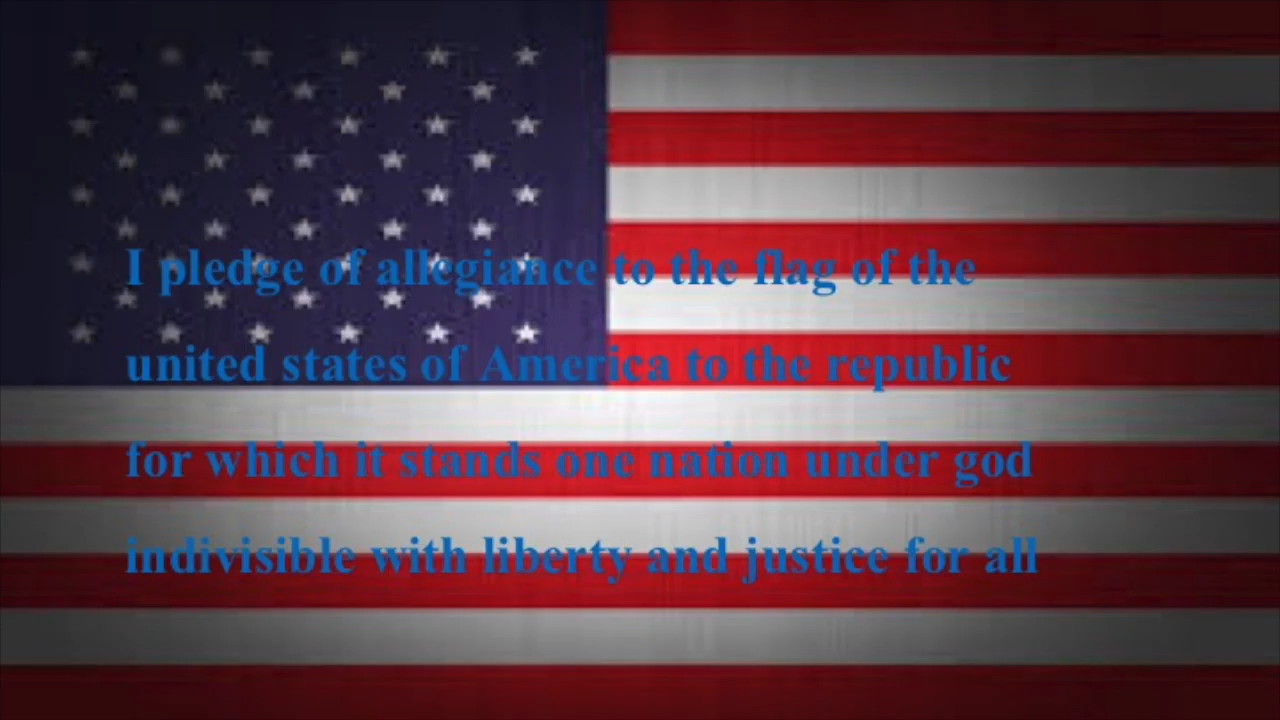 I pledge of allegiance to the flag of the
united states of America to the republic
for which it stands one nation under god
indivisible with liberty and justice for all